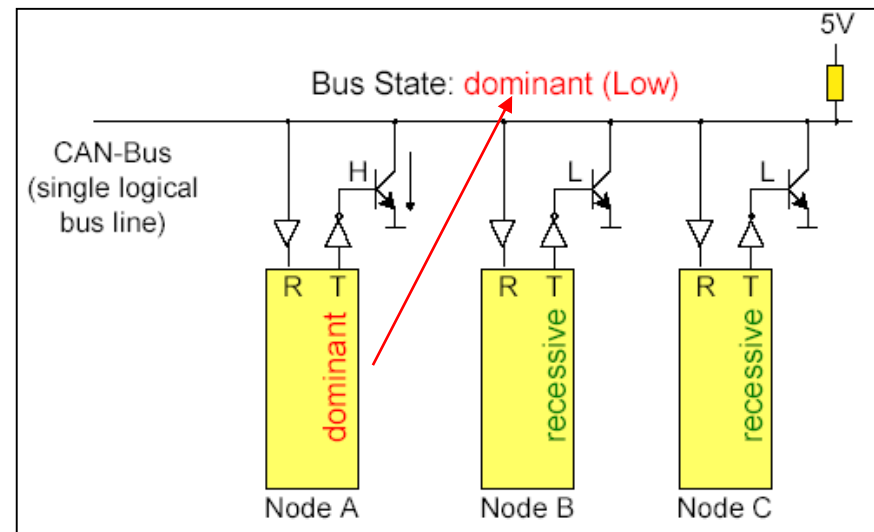 5V
Bus State: dominant (Low)
CAN-Bus
(single logical
bus line)
H
L
L
R T
R T
R T
dominant
recessive
recessive
Node A
Node B
Node C